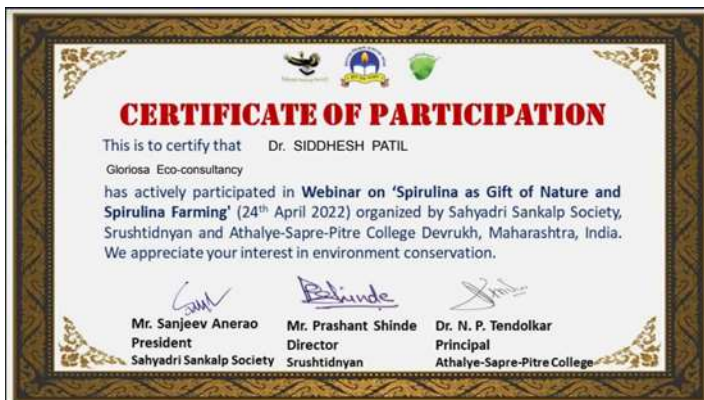 CERTIFICATE OF PARTICIPATION
This is to certify that Dr. SIDDHESH PATIL
Gloriosa Eco-consultancy
has actively participated in Webinar on ‘Spirulina as Gift of Nature and
Spirulina Farming’ (24th April 2022) organized by Sahyadri Sankalp Society,
Srushtidnyan and Athalye-Sapre-Pitre College Devrukh, Maharashtra, India.
We appreciate your interest in environment conservation.
Mr. Sanjeev Anerao
President
Sahyadri Sankalp Society
Mr. Prashant Shinde
Director
Srushtidnyan
Dr. N. P. Tendolkar
Principal
Athalye-Sapre-Pitre College